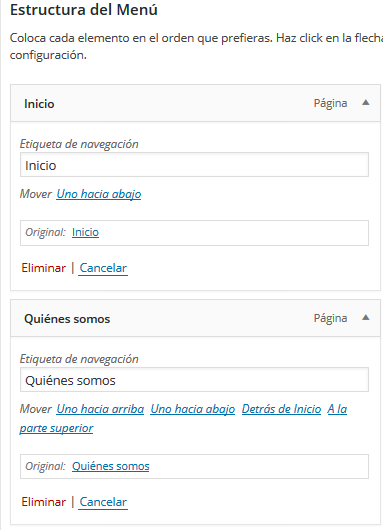 Estructura del Menú
Coloca cada elemento en el orden que prefieras. Haz click en la flecha
configuración.
Inicio Página
Etiqueta de navegación
Inicio
Mover Uno hacia abajo
Original: Inicio
Eliminar | Cancelar
Quiénes somos Página
Etiqueta de navegación
Quiénes somos
Mover Uno hacia arriba Uno hacia abajo Detrás de Inicio A la
parte superior
Original: Quiénes somos
Eliminar | Cancelar